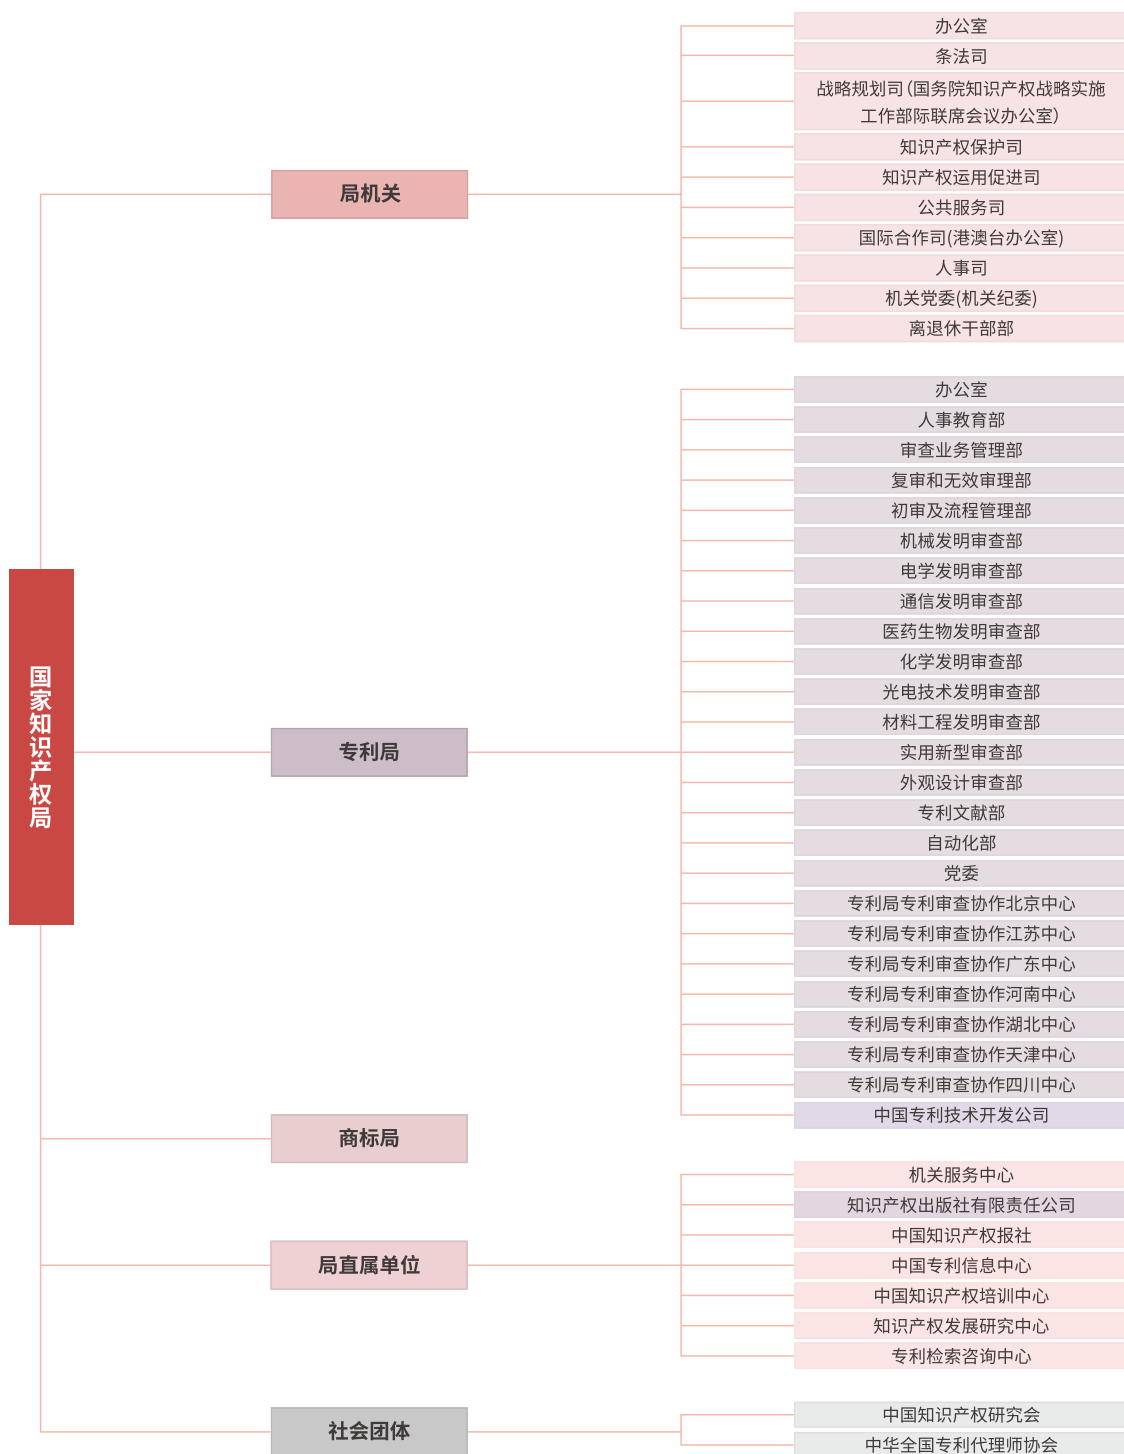 国家知识产权局
局机关
办公室
条法司
战略规划司（国务院知识产权战略实施
工作部际联席会议办公室）
知识产权保护司
知识产权运用促进司
公共服务司
国际合作司(港澳台办公室)
人事司
机关党委(机关纪委)
离退休干部部
专利局
办公室
人事教育部
审查业务管理部
复审和无效审理部
初审及流程管理部
机械发明审查部
电学发明审查部
通信发明审查部
医药生物发明审查部
化学发明审查部
光电技术发明审查部
材料工程发明审查部
实用新型审查部
外观设计审查部
专利文献部
自动化部
党委
专利局专利审查协作北京中心
专利局专利审查协作江苏中心
专利局专利审查协作广东中心
专利局专利审查协作河南中心
专利局专利审查协作湖北中心
专利局专利审查协作天津中心
专利局专利审查协作四川中心
中国专利技术开发公司
商标局
局直属单位
机关服务中心
知识产权出版社有限责任公司
中国知识产权报社
中国专利信息中心
中国知识产权培训中心
知识产权发展研究中心
专利检索咨询中心
社会团体
中国知识产权研究会
中华全国专利代理师协会